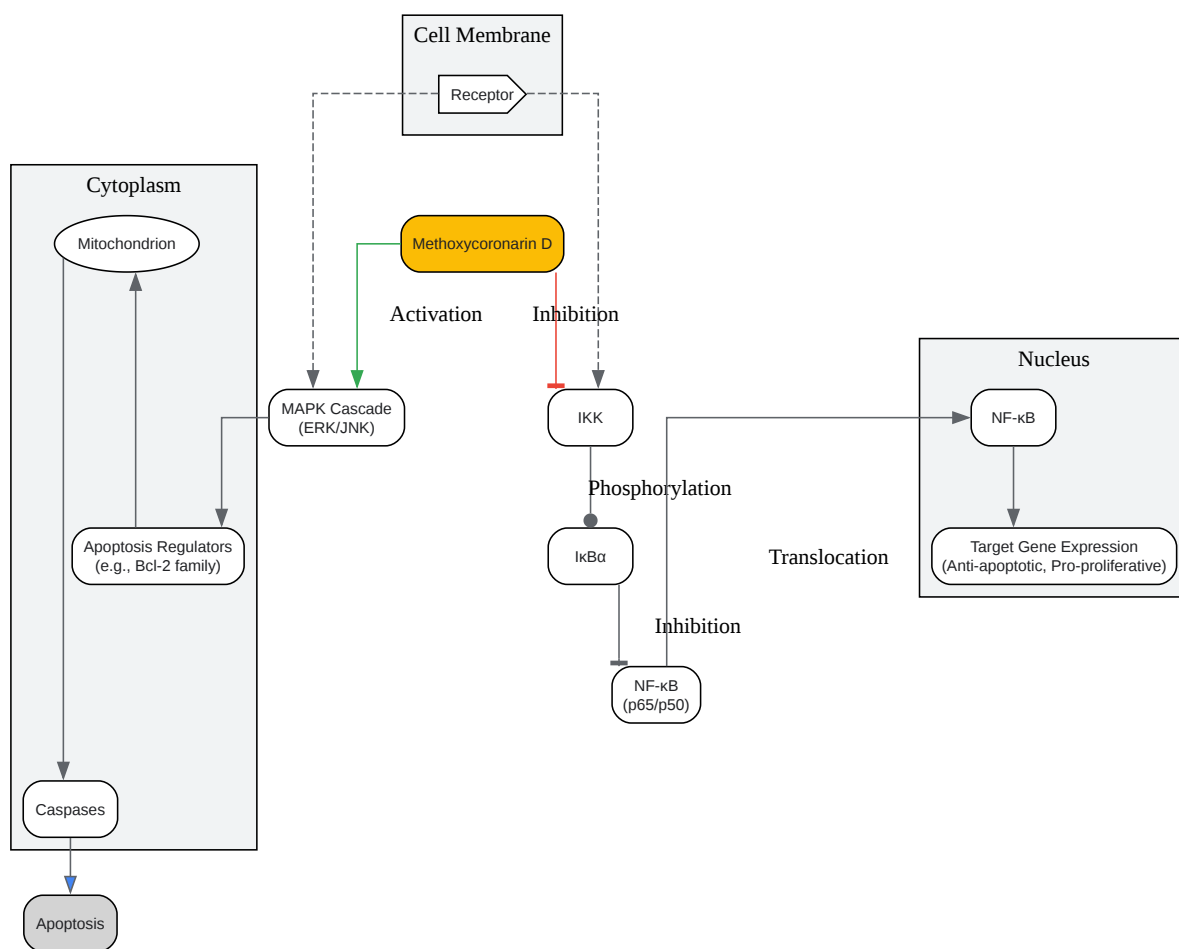 Cell Membrane
Receptor
Cytoplasm
Mitochondrion
Methoxycoronarin D
Activation
Inhibition
Nucleus
MAPK Cascade
(ERK/JNK)
IKK
NF-κB
Phosphorylation
Apoptosis Regulators
(e.g., Bcl-2 family)
IκBα
Translocation
Target Gene Expression
(Anti-apoptotic, Pro-proliferative)
Inhibition
NF-κB
(p65/p50)
Caspases
Apoptosis